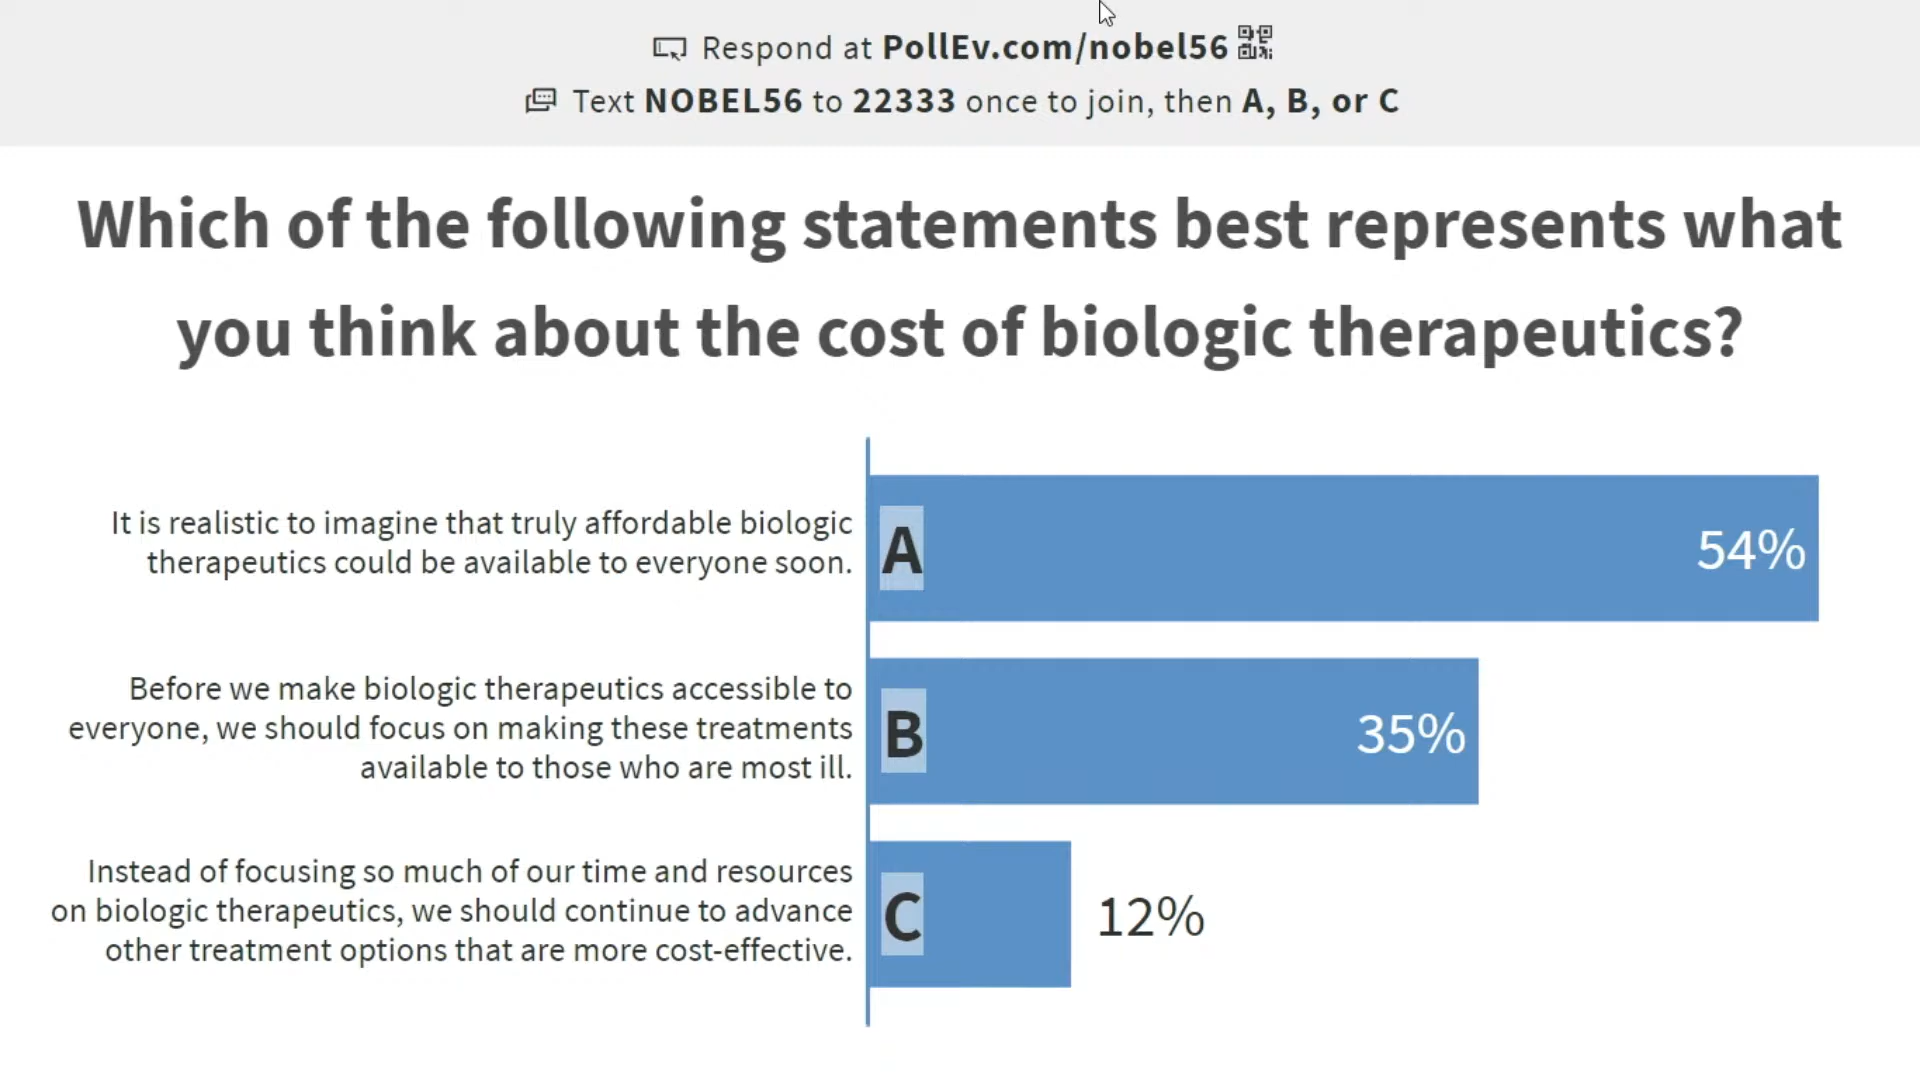 Respond at PollEv.com/nobel56
Text NOBEL56 to 22333 once to join, then A, B, or C
Which of the following statements best represents what
you think about the cost of biologic therapeutics?
It is realistic to imagine that truly affordable biologic
therapeutics could be available to everyone soon.
A
54%
Before we make biologic therapeutics accessible to
everyone, we should focus on making these treatments
available to those who are most ill.
B
35%
Instead of focusing so much of our time and resources
on biologic therapeutics, we should continue to advance
other treatment options that are more cost-effective.
C
12%